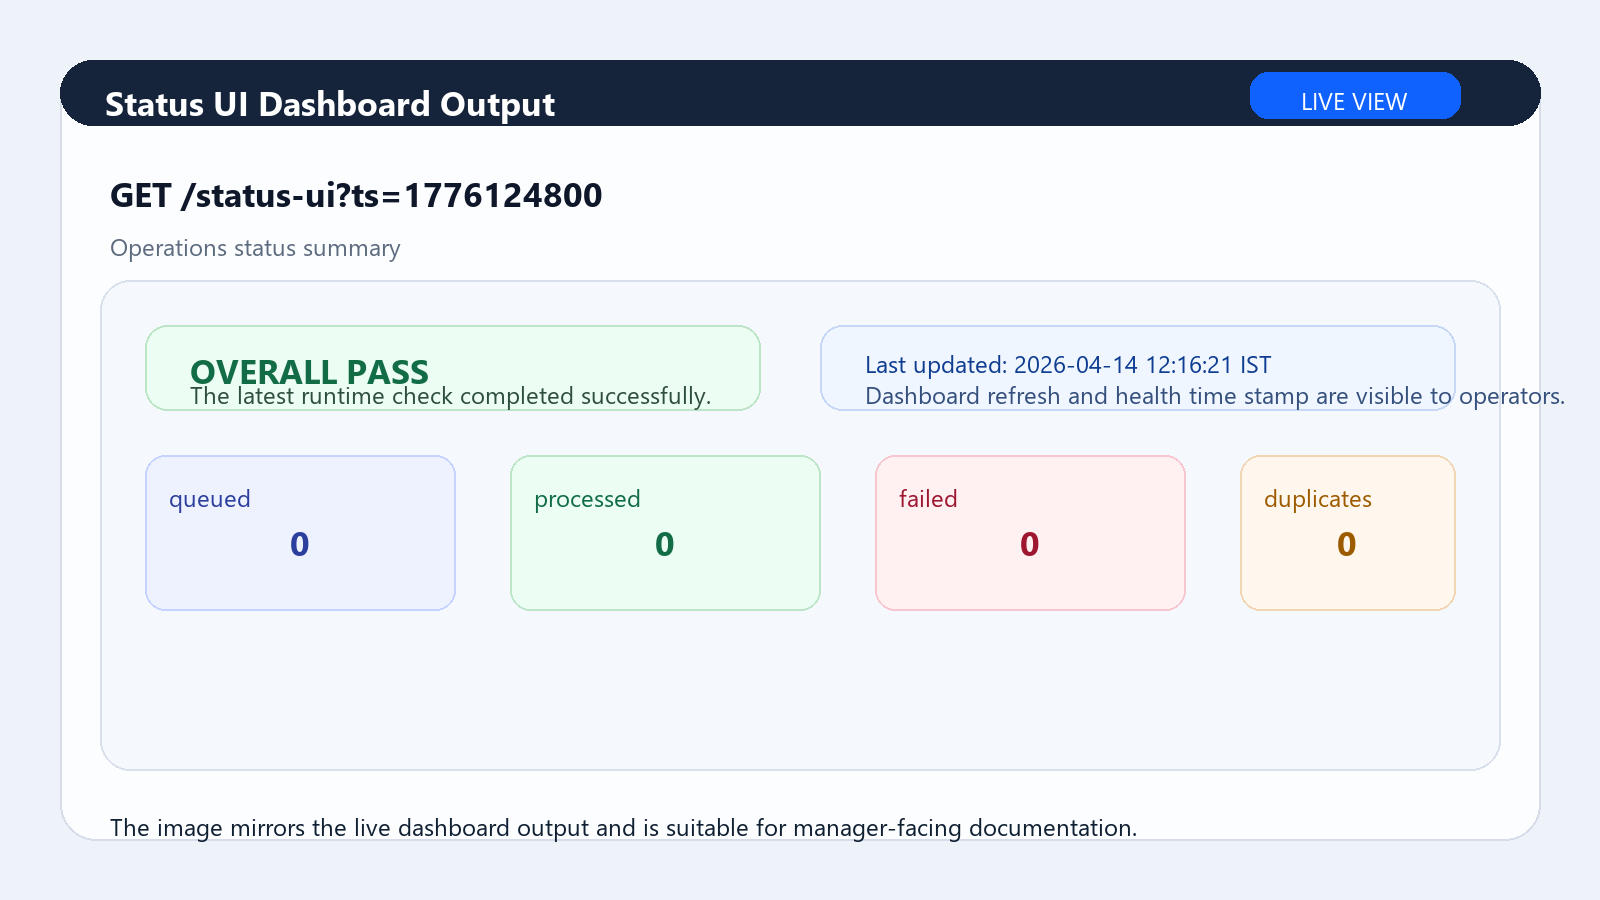 Status UI Dashboard Output
LIVE VIEW
GET /status-ui?ts=1776124800
Operations status summary
OVERALL PASS
The latest runtime check completed successfully.
Last updated: 2026-04-14 12:16:21 IST
Dashboard refresh and health time stamp are visible to operators.
queued
0
processed
0
failed
0
duplicates
0
The image mirrors the live dashboard output and is suitable for manager-facing documentation.